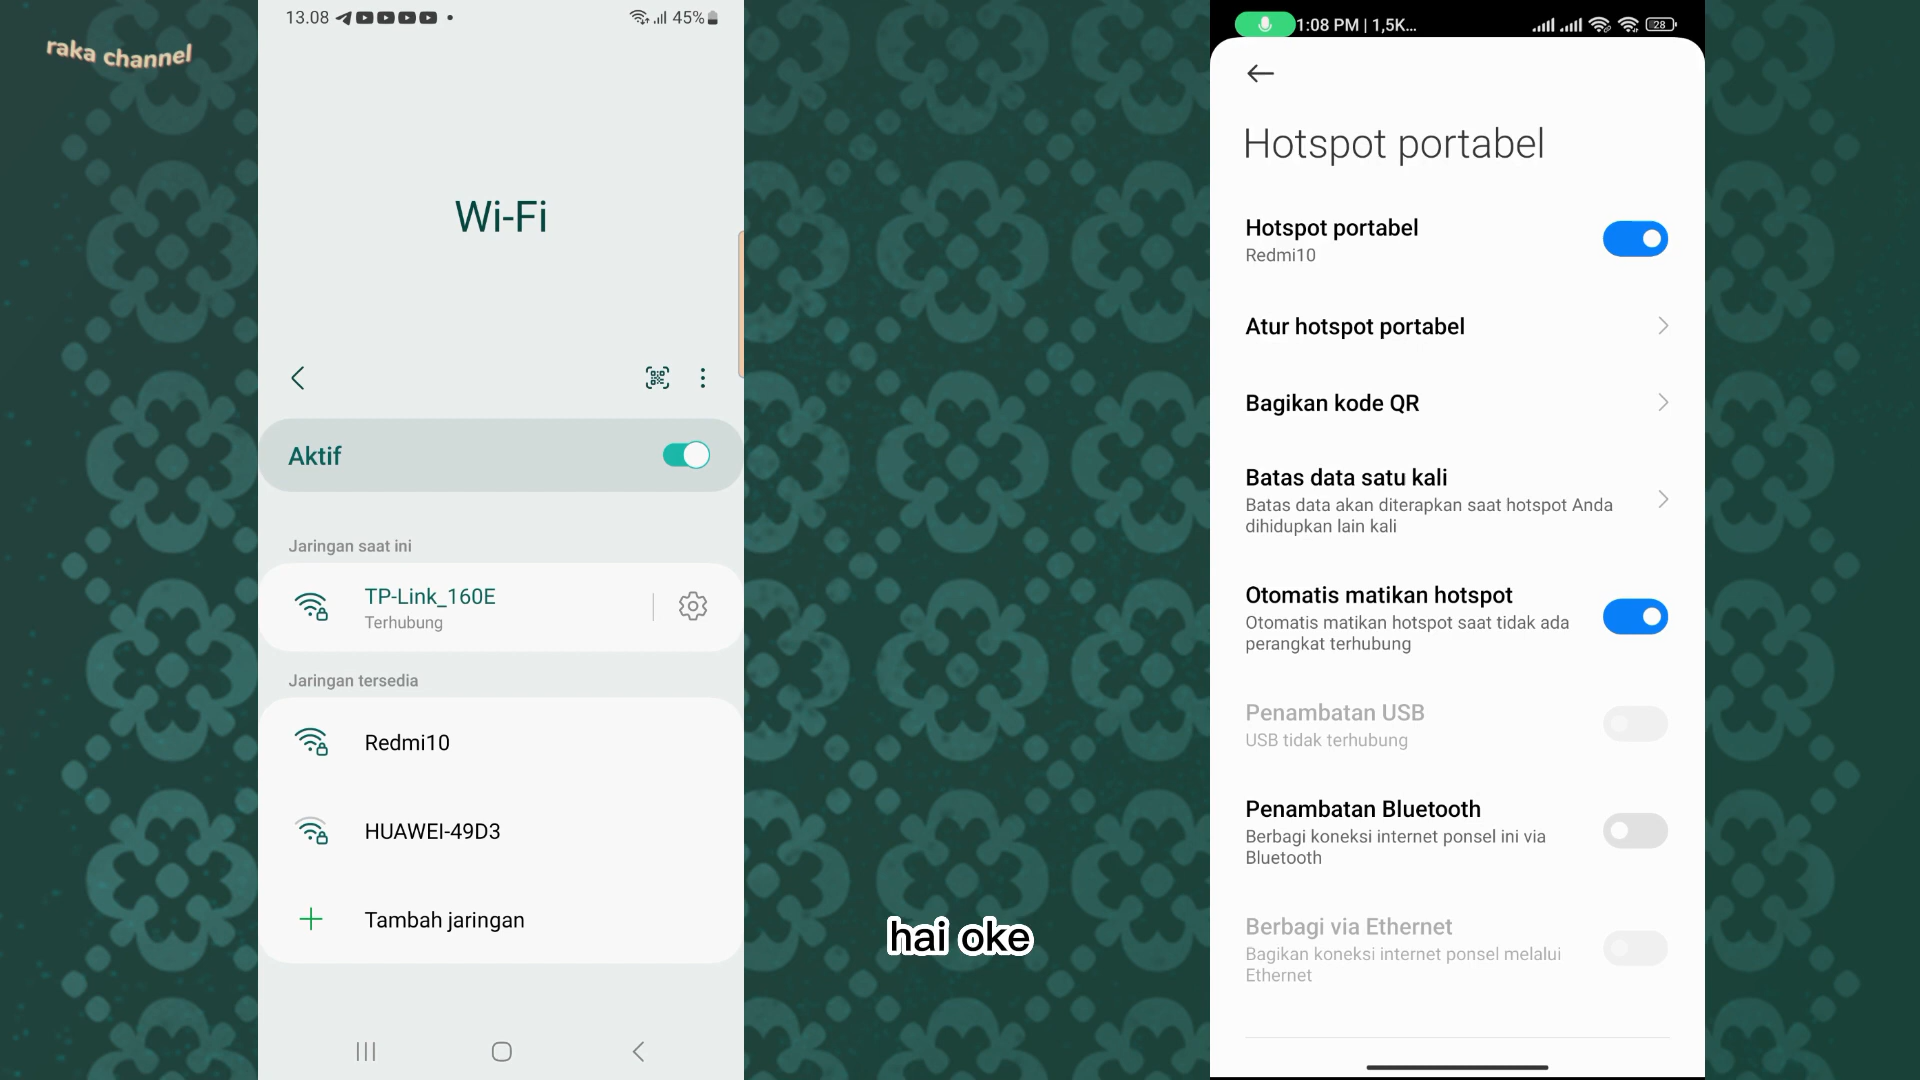 raka channel
13.08
45%
Wi-Fi
Aktif
Jaringan saat ini
TP-Link_160E
Terhubung
Jaringan tersedia
Redmi10
HUAWEI-49D3
Tambah jaringan
hai oke
1:08 PM | 1,5K...
28
Hotspot portabel
Hotspot portabel
Redmi10
Atur hotspot portabel
Bagikan kode QR
Batas data satu kali
Batas data akan diterapkan saat hotspot Anda
dihidupkan lain kali
Otomatis matikan hotspot
Otomatis matikan hotspot saat tidak ada
perangkat terhubung
Penambatan USB
USB tidak terhubung
Penambatan Bluetooth
Berbagi koneksi internet ponsel ini via
Bluetooth
Berbagi via Ethernet
Bagikan koneksi internet ponsel melalui
Ethernet